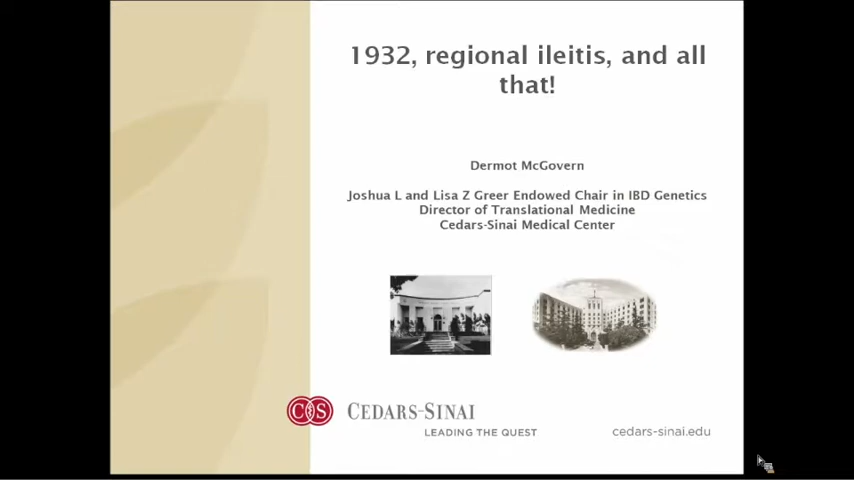 1932, regional ileitis, and all
that!
Dermot McGovern
Joshua L and Lisa Z Greer Endowed Chair in IBD Genetics
Director of Translational Medicine
Cedars-Sinai Medical Center
CS CEDARS-SINAI
LEADING THE QUEST
cedars-sinai.edu